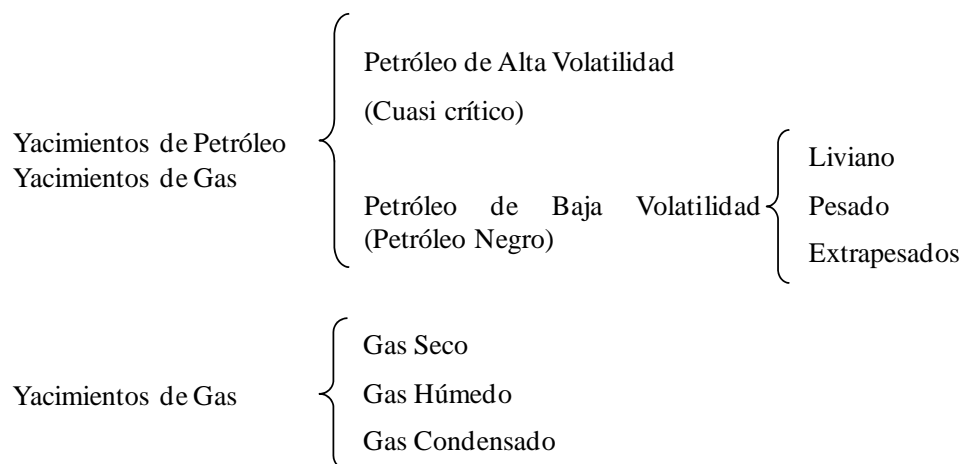 Petróleo de Alta Volatilidad
(Cuasi crítico)
Yacimientos de Petróleo
Yacimientos de Gas
Petróleo de Baja Volatilidad
(Petróleo Negro)
Liviano
Pesado
Extrapesados
Yacimientos de Gas
Gas Seco
Gas Húmedo
Gas Condensado